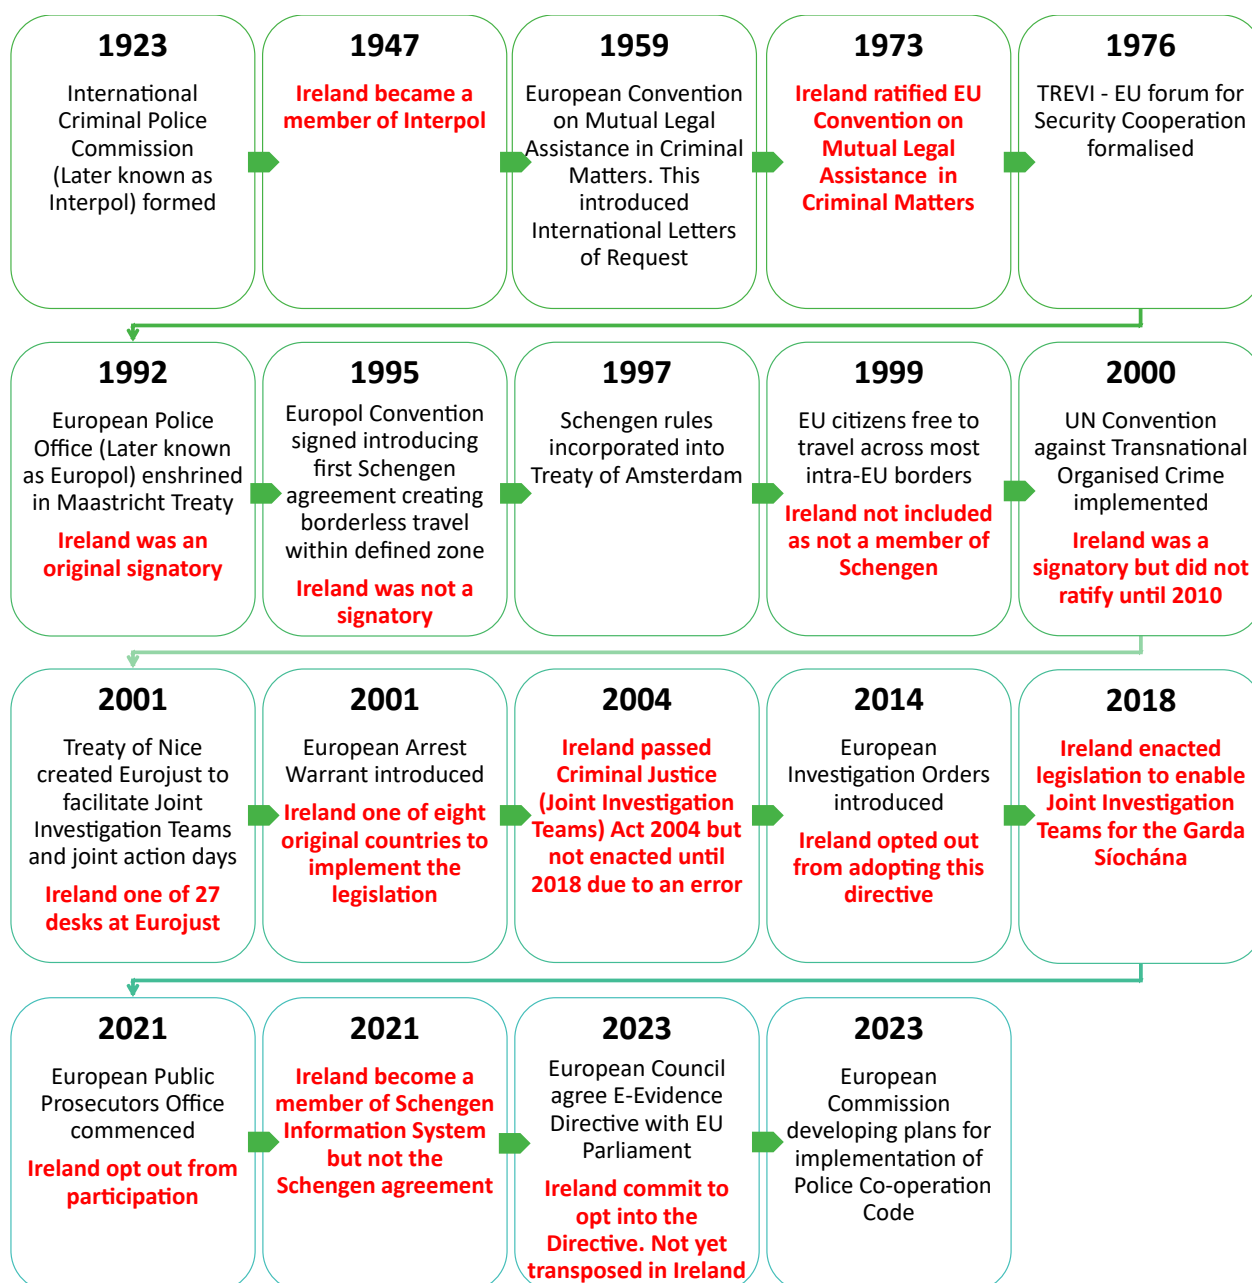 1923
International
Criminal Police
Commission
(Later known as
Interpol) formed
1947
Ireland became a
member of Interpol
1959
European Convention
on Mutual Legal
Assistance in Criminal
Matters. This
introduced
International Letters
of Request
1973
Ireland ratified EU
Convention on
Mutual Legal
Assistance in
Criminal Matters
1976
TREVI - EU forum for
Security Cooperation
formalised
1992
European Police
Office (Later known
as Europol) enshrined
in Maastricht Treaty
Ireland was an
original signatory
1995
Europol Convention
signed introducing
first Schengen
agreement creating
borderless travel
within defined zone
Ireland was not a
signatory
1997
Schengen rules
incorporated into
Treaty of Amsterdam
1999
EU citizens free to
travel across most
intra-EU borders
Ireland not included
as not a member of
Schengen
2000
UN Convention
against Transnational
Organised Crime
implemented
Ireland was a
signatory but did not
ratify until 2010
2001
Treaty of Nice
created Eurojust to
facilitate Joint
Investigation Teams
and joint action days
Ireland one of 27
desks at Eurojust
2001
European Arrest
Warrant introduced
Ireland one of eight
original countries to
implement the
legislation
2004
Ireland passed
Criminal Justice
(Joint Investigation
Teams) Act 2004 but
not enacted until
2018 due to an error
2014
European
Investigation Orders
introduced
Ireland opted out
from adopting this
directive
2018
Ireland enacted
legislation to enable
Joint Investigation
Teams for the Garda
Síochána
2021
European Public
Prosecutors Office
commenced
Ireland opt out from
participation
2021
Ireland become a
member of Schengen
Information System
but not the
Schengen agreement
2023
European Council
agree E-Evidence
Directive with EU
Parliament
Ireland commit to
opt into the
Directive. Not yet
transposed in Ireland
2023
European
Commission
developing plans for
implementation of
Police Co-operation
Code